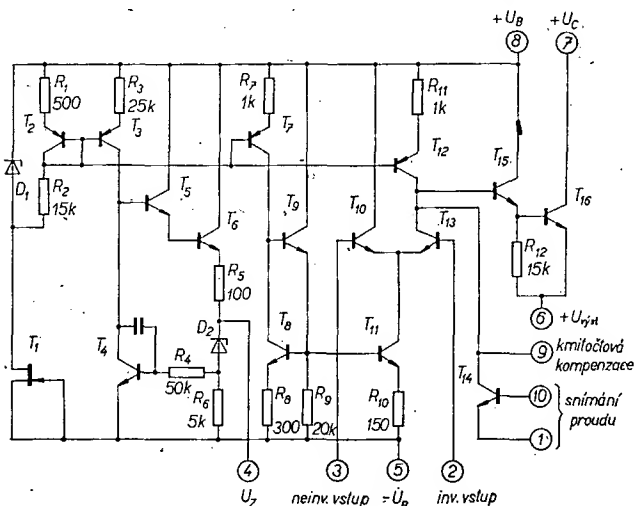 +U_B
+U_C
8
7
R1
500
R3
25k
R7
1k
R11
1k
T2
T3
T7
T12
T15
D1
R2
15k
T5
T6
T9
T10
T13
T16
R5
100
R12
15k
T1
T4
D2
R4
50k
R6
5k
T8
R8
300
R9
20k
T11
R10
150
T14
6
+U_výst
9
kmitočtová
kompenzace
10
snímání
proudu
1
4
3
5
2
U_Z
neinv. vstup
-U_B
inv. vstup